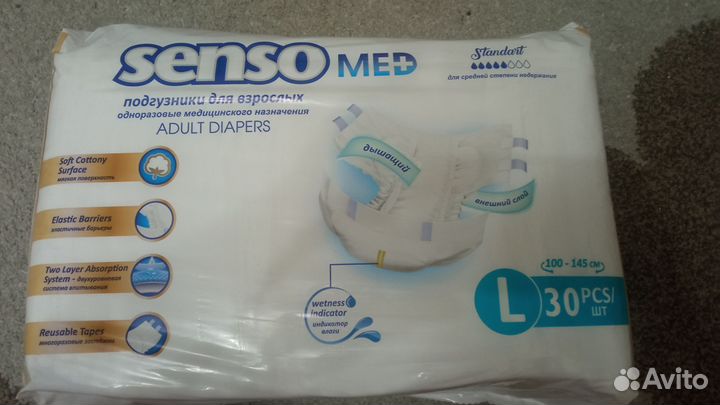 senso MED
Standart
для средней степени недержания
подгузники для взрослых
одноразовые медицинского назначения
ADULT DIAPERS
Soft Cottony
Surface
мягкая поверхность
Elastic Barriers
эластичные барьеры
Two Layer Absorption
System - двухуровневая
система впитывания
Reusable Tapes
многоразовые застежки
дышащий
внешний слой
wetness
indicator
индикатор
влаги
100 - 145 см
L 30 PCS/
шт
Avito